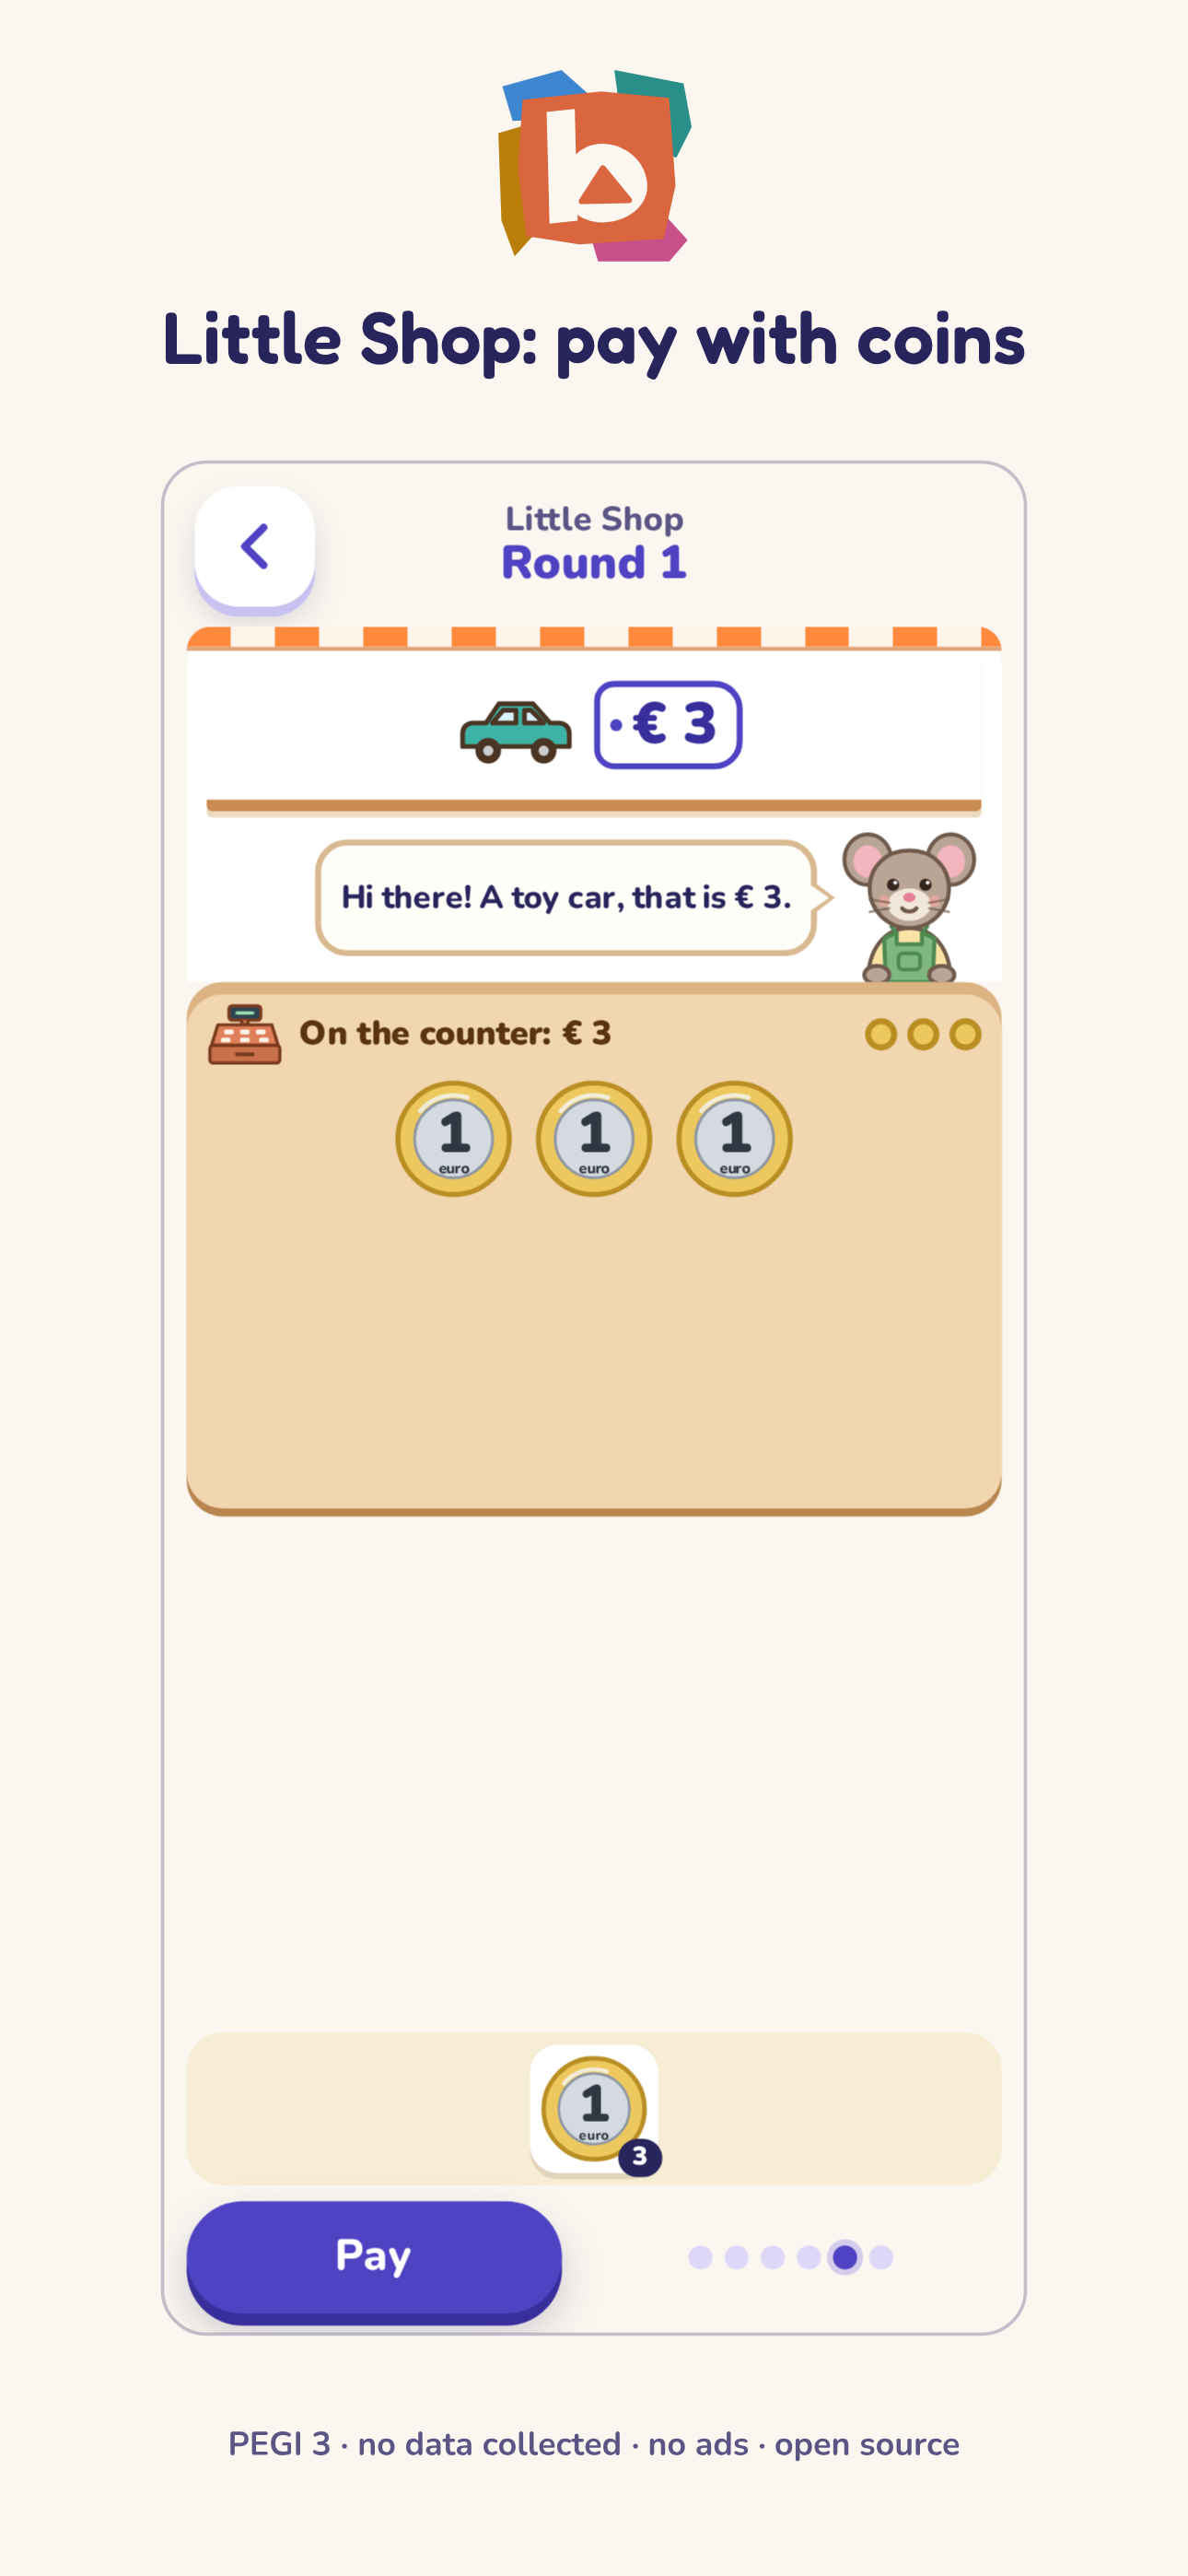 b
Little Shop: pay with coins
Little Shop
Round 1
€ 3
Hi there! A toy car, that is € 3.
On the counter: € 3
1 euro
1 euro
1 euro
1 euro
3
Pay
PEGI 3 · no data collected · no ads · open source